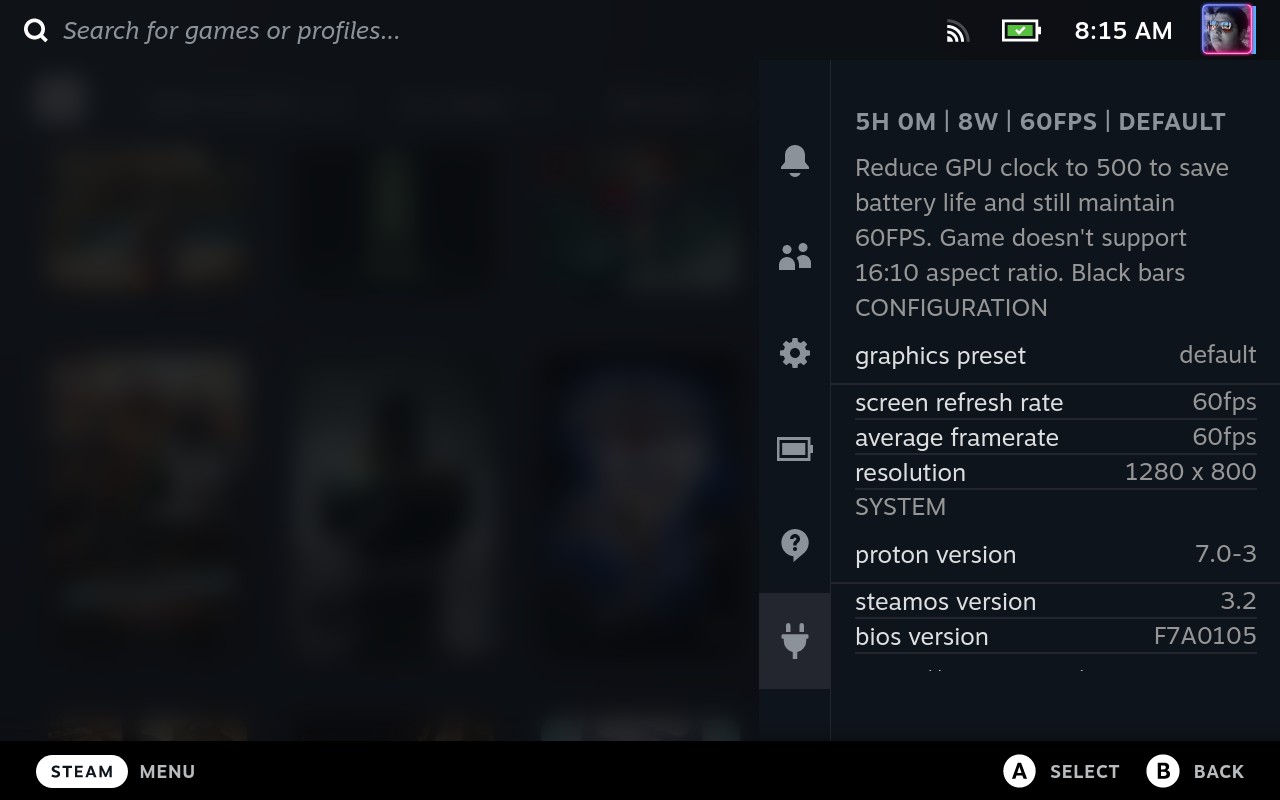 Search for games or profiles...
8:15 AM
5H 0M | 8W | 60FPS | DEFAULT
Reduce GPU clock to 500 to save
battery life and still maintain
60FPS. Game doesn't support
16:10 aspect ratio. Black bars
CONFIGURATION
graphics preset default
screen refresh rate 60fps
average framerate 60fps
resolution 1280 x 800
SYSTEM
proton version 7.0-3
steamos version 3.2
bios version F7A0105
STEAM MENU
A SELECT B BACK